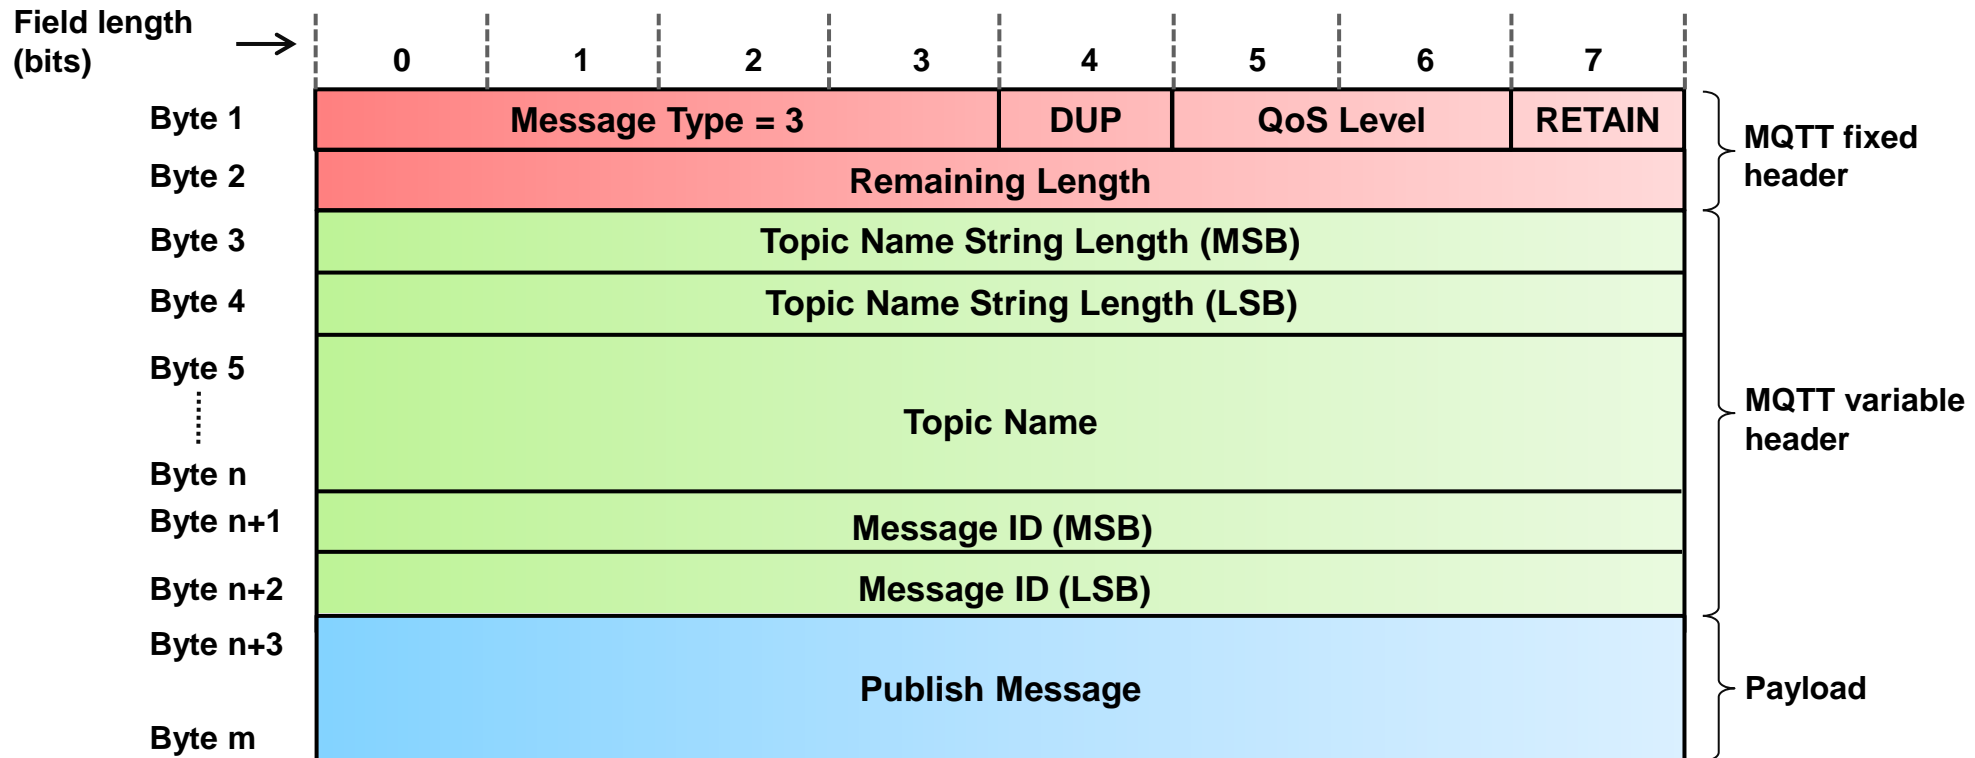 Field length
(bits)
0 1 2 3 4 5 6 7
Byte 1 Message Type = 3 DUP QoS Level RETAIN
MQTT fixed
header
Byte 2 Remaining Length
Byte 3 Topic Name String Length (MSB)
Byte 4 Topic Name String Length (LSB)
Byte 5
Topic Name
Byte n
MQTT variable
header
Byte n+1 Message ID (MSB)
Byte n+2 Message ID (LSB)
Byte n+3
Publish Message
Payload
Byte m